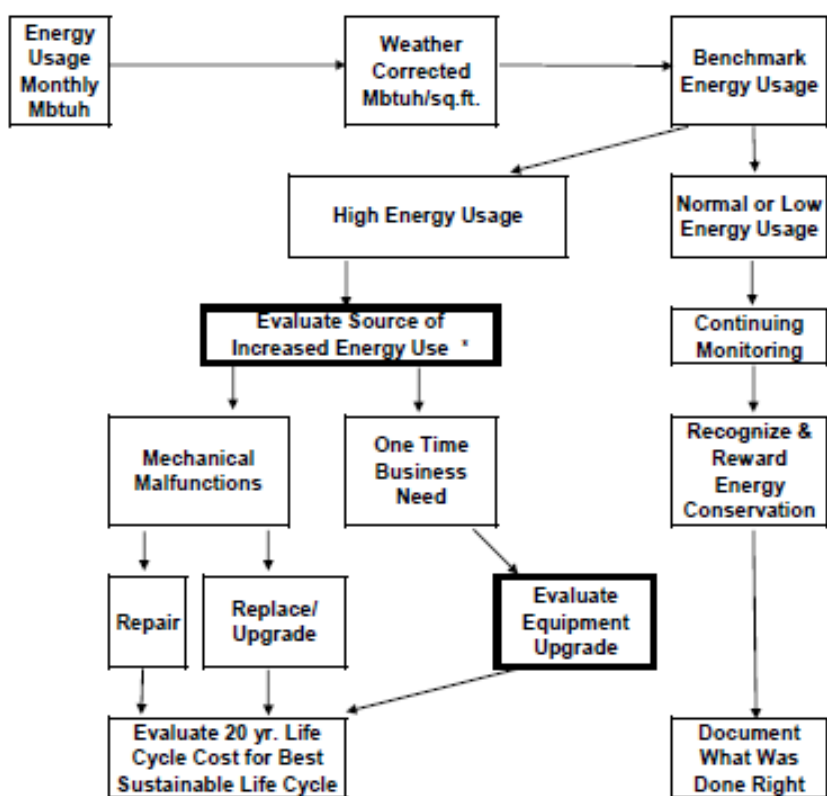 Energy
Usage
Monthly
Mbtuh
Weather
Corrected
Mbtuh/sq.ft.
Benchmark
Energy Usage
High Energy Usage
Normal or Low
Energy Usage
Evaluate Source of
Increased Energy Use *
Continuing
Monitoring
Mechanical
Malfunctions
One Time
Business
Need
Recognize &
Reward
Energy
Conservation
Repair
Replace/
Upgrade
Evaluate
Equipment
Upgrade
Evaluate 20 yr. Life
Cycle Cost for Best
Sustainable Life Cycle
Document
What Was
Done Right